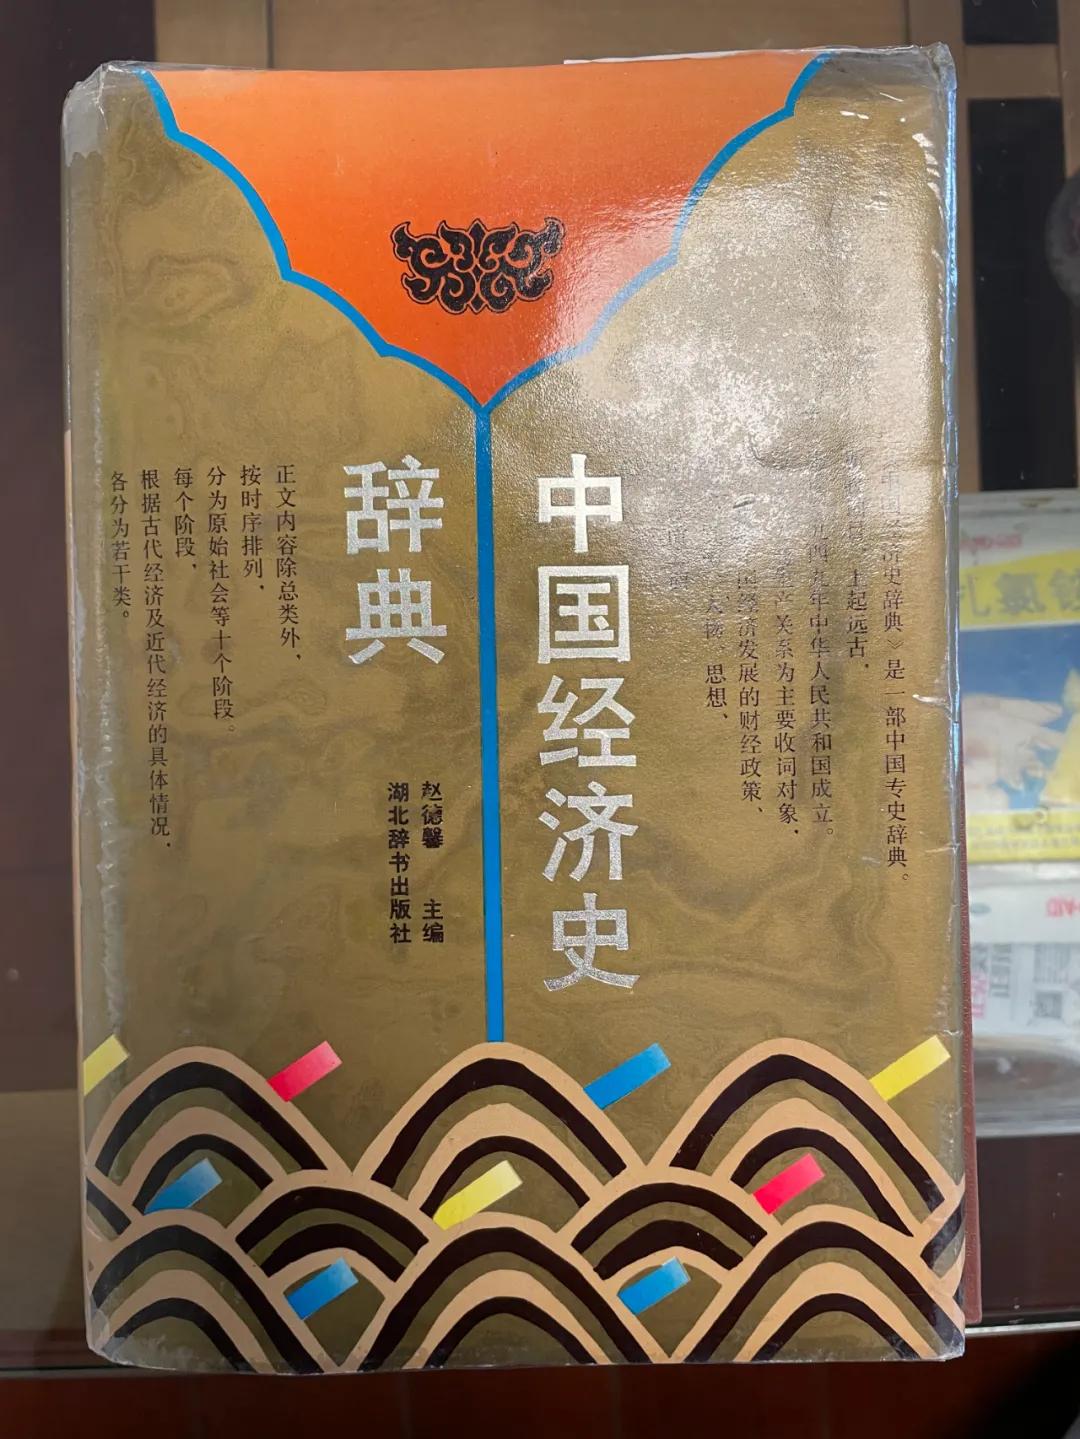 中国经济史
辞典
赵德馨 主编
湖北辞书出版社
史辞典》是一部中国专史辞典。
上起远古，
四九年中华人民共和国成立。
关系为主要收词对象，
经济发展的财经政策、
思想、
正文内容除总类外，
按时序排列，
分为原始社会等十个阶段。
每个阶段，
根据古代经济及近代经济的具体情况，
各分为若干类。